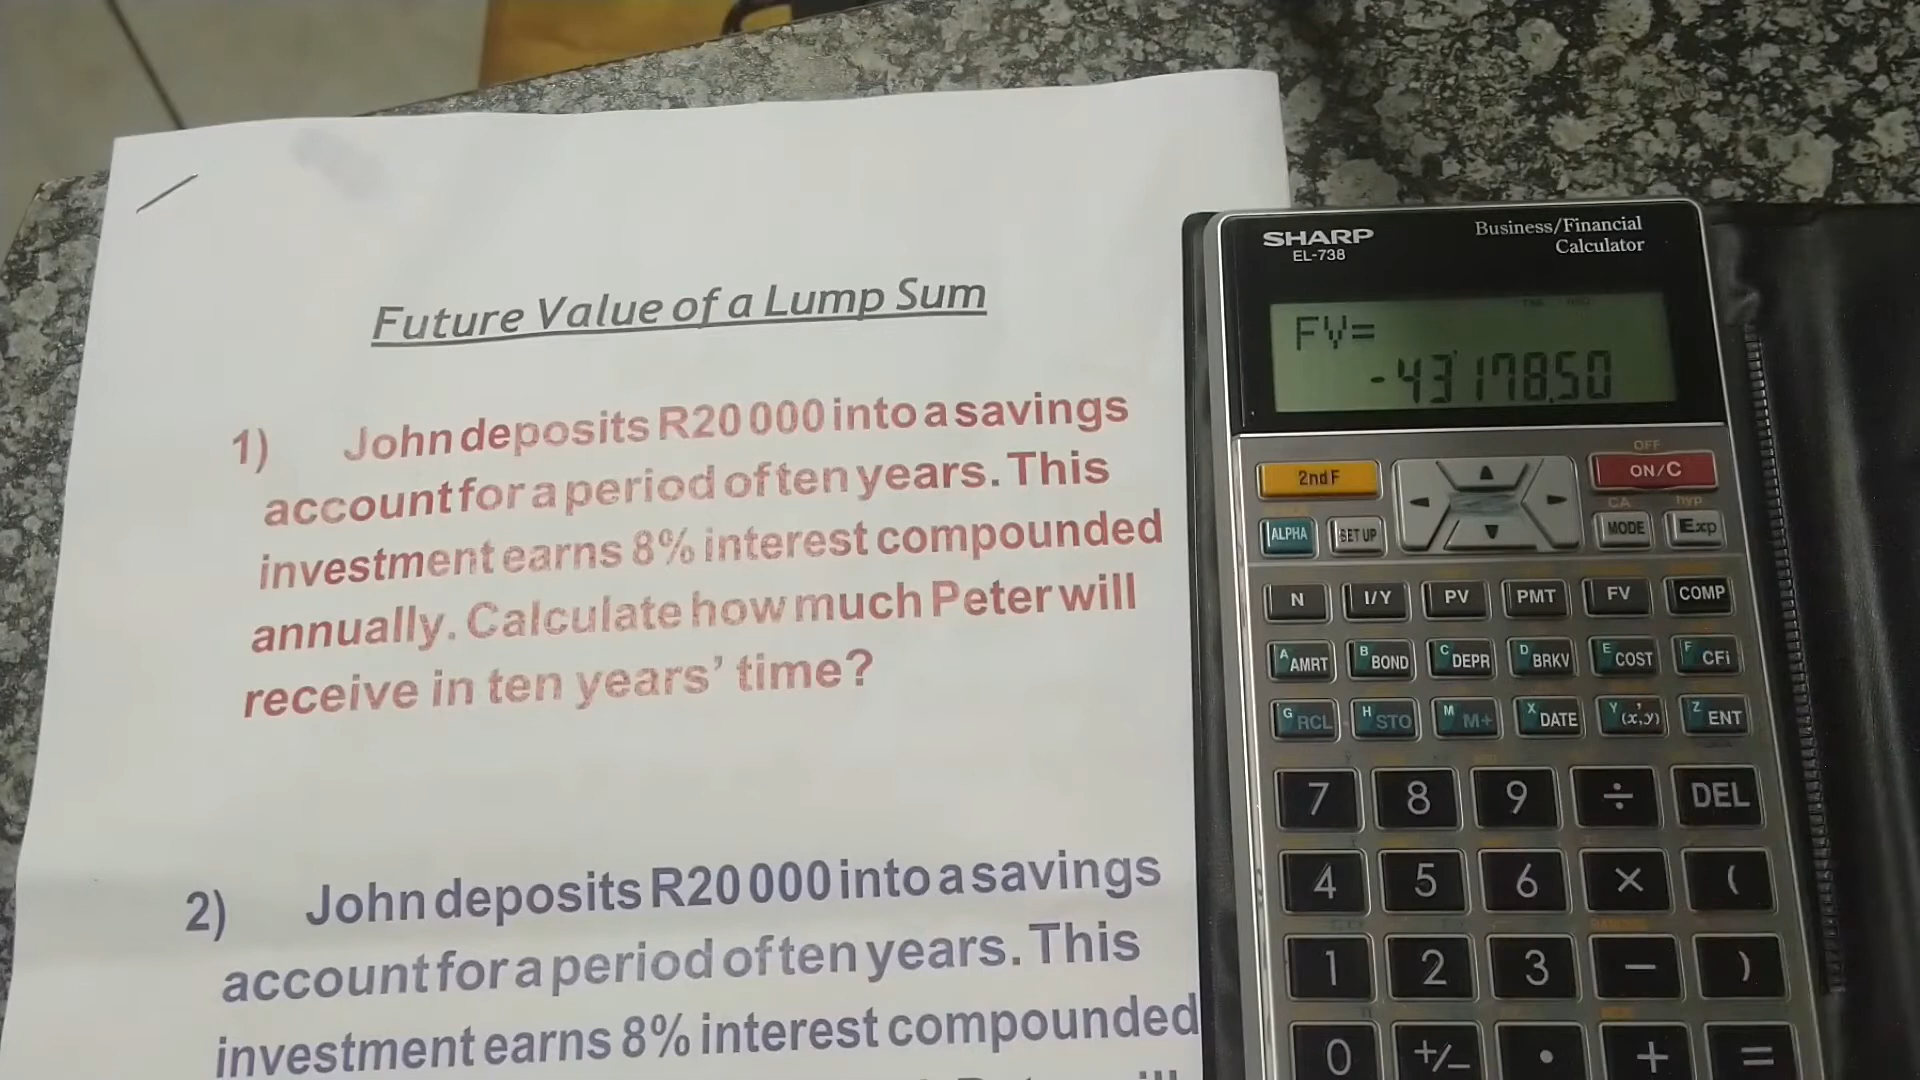 Future Value of a Lump Sum
1) John deposits R20 000 into a savings
account for a period of ten years. This
investment earns 8% interest compounded
annually. Calculate how much Peter will
receive in ten years' time?
2) John deposits R20 000 into a savings
account for a period of ten years. This
investment earns 8% interest compounded
SHARP
EL-738
Business/Financial
Calculator
FV=
-43'178.50
OFF
2ndF ON/C
CA hyp
ALPHA SET UP MODE Exp
N I/Y PV PMT FV COMP
A AMRT B BOND C DEPR D BRKV E COST F CFi
G RCL H STO M M+ X DATE Y (x,y) Z ENT
7 8 9 ÷ DEL
4 5 6 × (
1 2 3 − )
0 +/− • + =